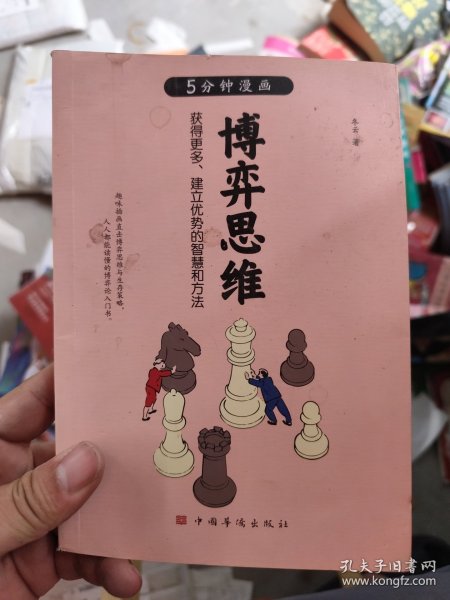 5分钟漫画
冬云 著
博弈思维
获得更多、建立优势的智慧和方法
趣味插画直击博弈思维与生存策略,
人人都能读懂的博弈论入门书。
中国华侨出版社
孔夫子旧书网
www.kongfz.com